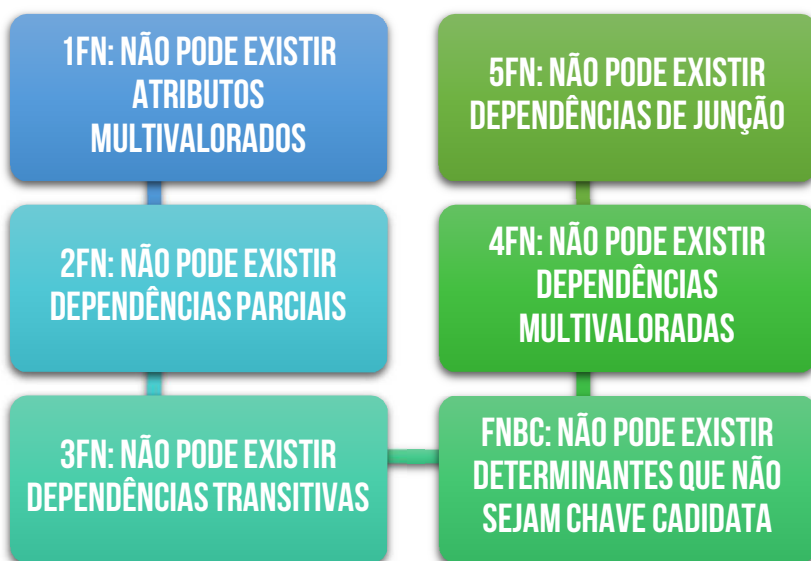 1FN: NÃO PODE EXISTIR
ATRIBUTOS
MULTIVALORADOS
2FN: NÃO PODE EXISTIR
DEPENDÊNCIAS PARCIAIS
3FN: NÃO PODE EXISTIR
DEPENDÊNCIAS TRANSITIVAS
FNBC: NÃO PODE EXISTIR
DETERMINANTES QUE NÃO
SEJAM CHAVE CADIDATA
4FN: NÃO PODE EXISTIR
DEPENDÊNCIAS
MULTIVALORADAS
5FN: NÃO PODE EXISTIR
DEPENDÊNCIAS DE JUNÇÃO